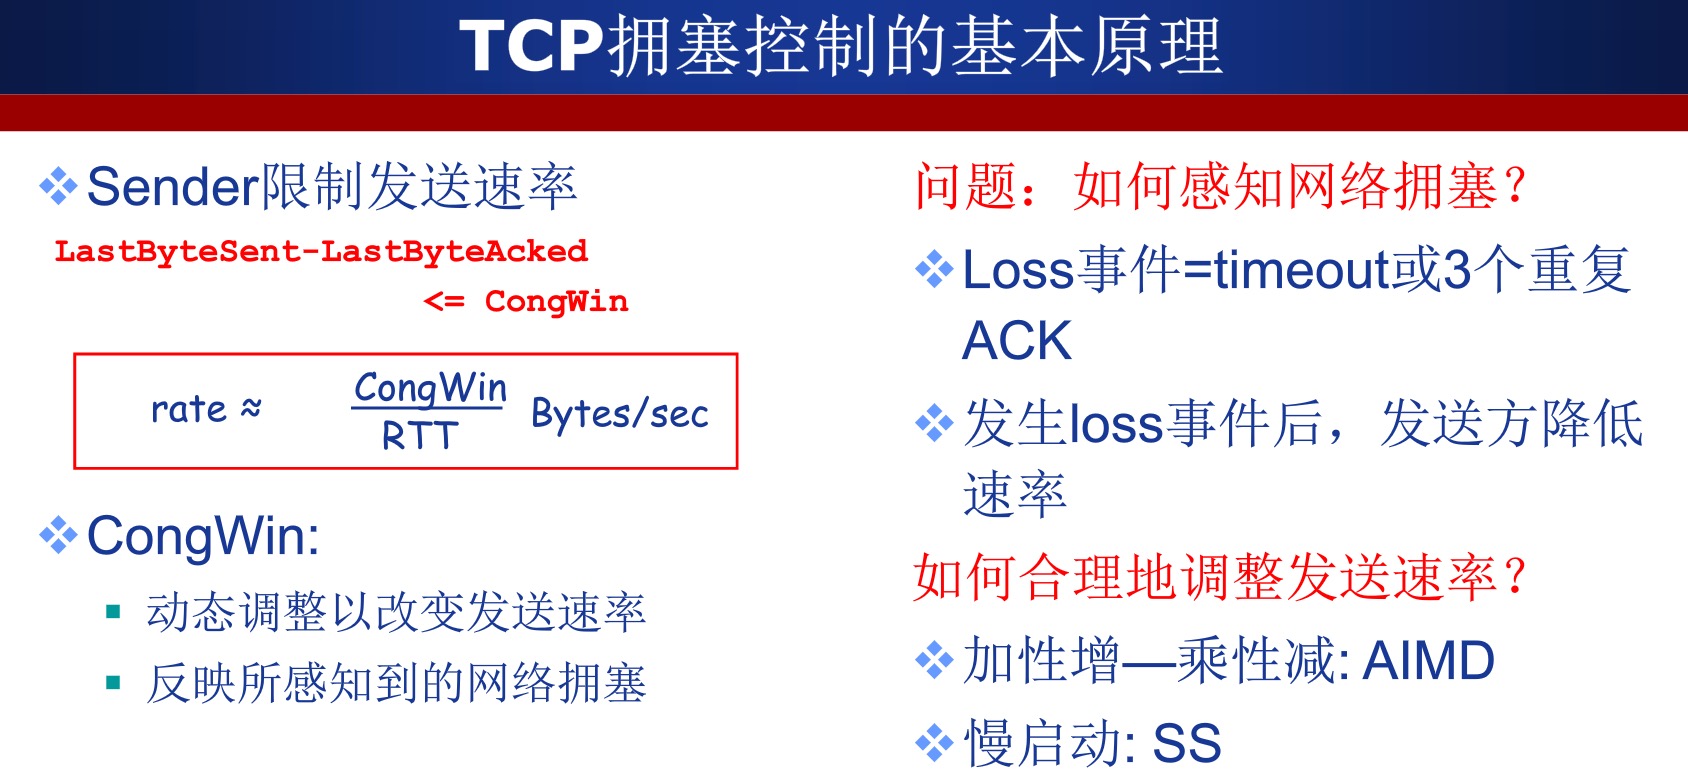 TCP拥塞控制的基本原理
Sender限制发送速率
LastByteSent-LastByteAcked
<= CongWin
rate ≈ CongWin Bytes/sec
RTT
CongWin:
动态调整以改变发送速率
反映所感知到的网络拥塞
问题：如何感知网络拥塞？
Loss事件=timeout或3个重复
ACK
发生loss事件后，发送方降低
速率
如何合理地调整发送速率？
加性增—乘性减: AIMD
慢启动: SS